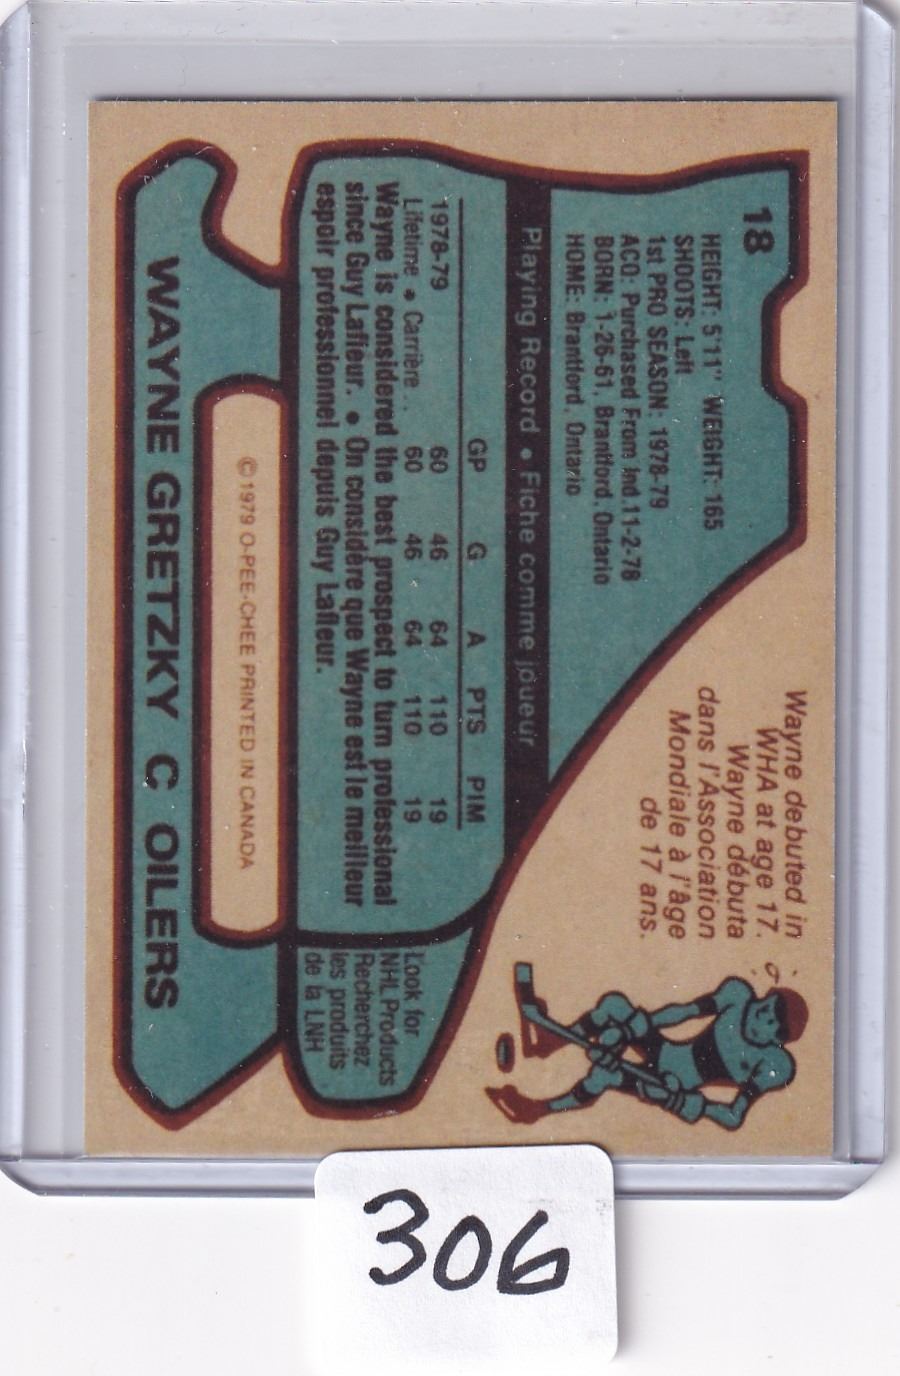 18
HEIGHT: 5'11" WEIGHT: 165
SHOOTS: Left
1st PRO SEASON: 1978-79
ACQ: Purchased From Ind. 11-2-78
BORN: 1-26-61, Brantford, Ontario
HOME: Brantford, Ontario
Wayne debuted in
WHA at age 17.
Wayne débuta
dans l'Association
Mondiale à l'âge
de 17 ans.
Playing Record • Fiche comme joueur
GP G A PTS PIM
1978-79 60 46 64 110 19
Lifetime • Carrière.. 60 46 64 110 19
Wayne is considered the best prospect to turn professional
since Guy Lafleur. • On considère que Wayne est le meilleur
espoir professionnel depuis Guy Lafleur.
Look for
NHL Products
Recherchez
les produits
de la LNH
© 1979 O-PEE-CHEE PRINTED IN CANADA
WAYNE GRETZKY C OILERS
306